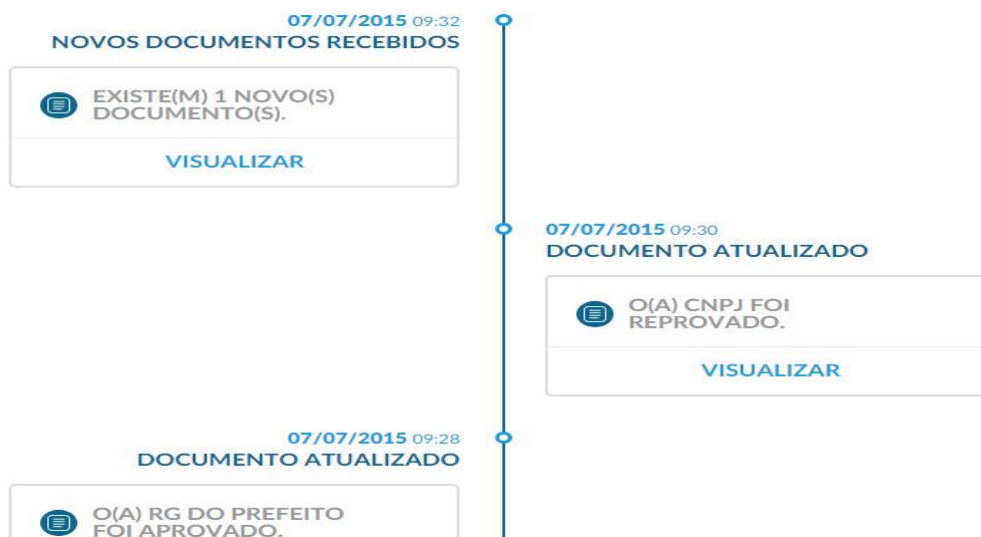 07/07/2015 09:32
NOVOS DOCUMENTOS RECEBIDOS
EXISTE(M) 1 NOVO(S)
DOCUMENTO(S).
VISUALIZAR
07/07/2015 09:30
DOCUMENTO ATUALIZADO
O(A) CNPJ FOI
REPROVADO.
VISUALIZAR
07/07/2015 09:28
DOCUMENTO ATUALIZADO
O(A) RG DO PREFEITO
FOI APROVADO.